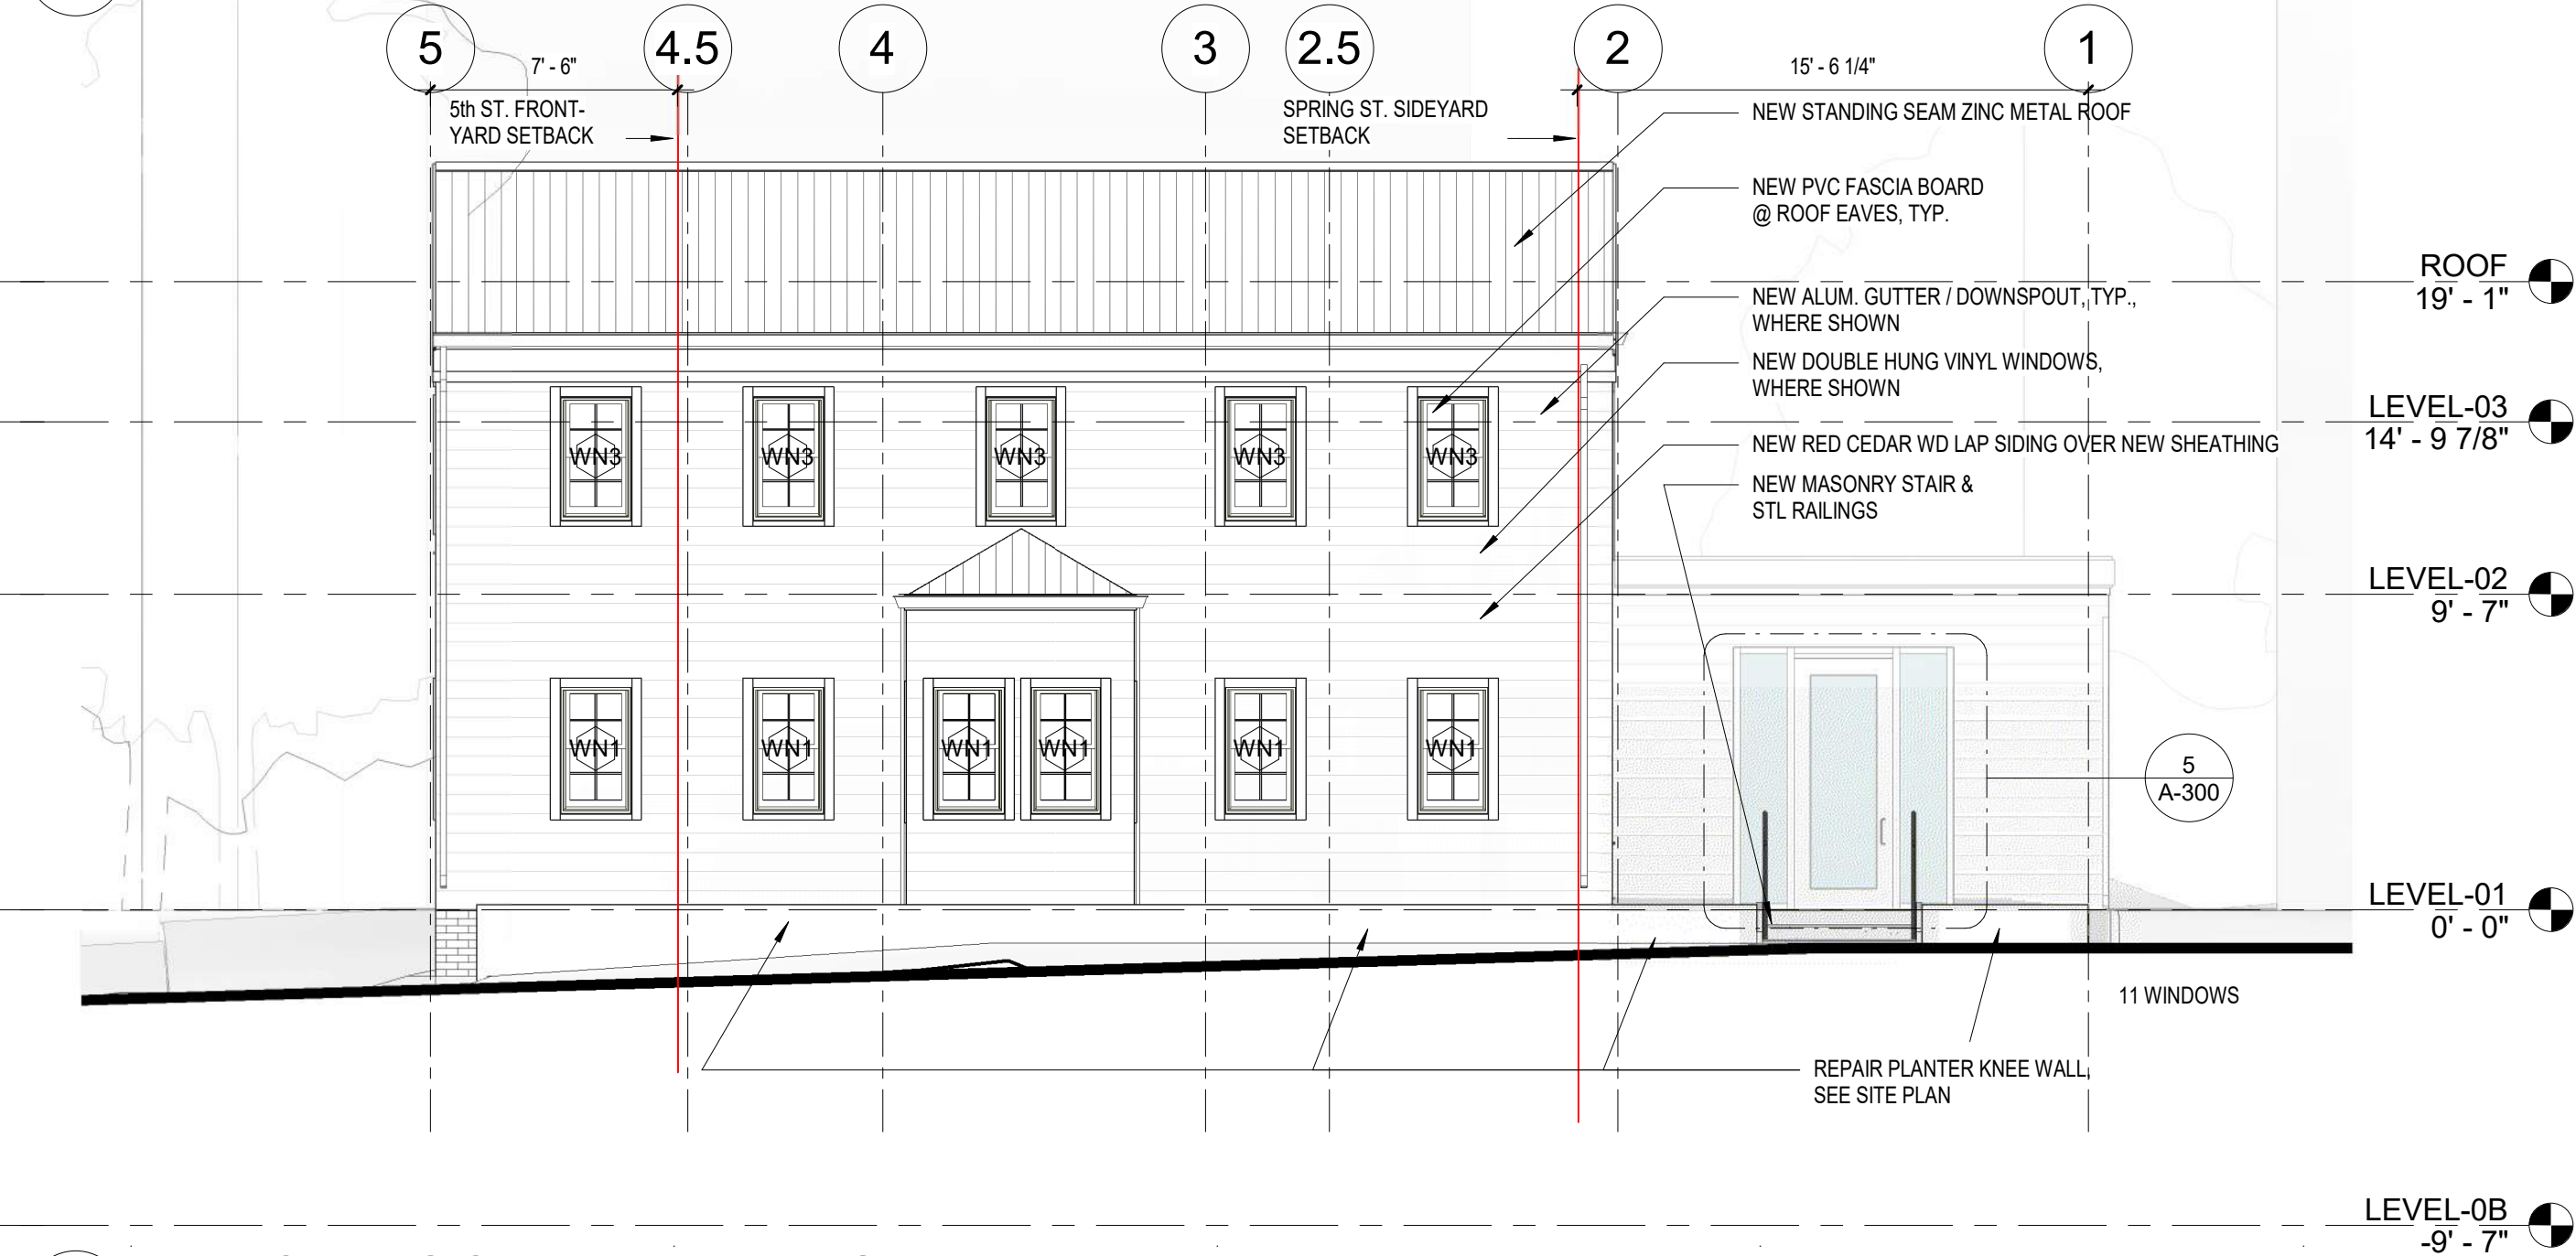 5
4.5
4
3
2.5
2
1
7' - 6"
15' - 6 1/4"
5th ST. FRONT-
YARD SETBACK
SPRING ST. SIDEYARD
SETBACK
NEW STANDING SEAM ZINC METAL ROOF
NEW PVC FASCIA BOARD
@ ROOF EAVES, TYP.
NEW ALUM. GUTTER / DOWNSPOUT, TYP.,
WHERE SHOWN
NEW DOUBLE HUNG VINYL WINDOWS,
WHERE SHOWN
NEW RED CEDAR WD LAP SIDING OVER NEW SHEATHING
NEW MASONRY STAIR &
STL RAILINGS
ROOF
19' - 1"
LEVEL-03
14' - 9 7/8"
LEVEL-02
9' - 7"
LEVEL-01
0' - 0"
LEVEL-0B
-9' - 7"
WN3
WN3
WN3
WN3
WN3
WN1
WN1
WN1
WN1
WN1
WN1
5
A-300
11 WINDOWS
REPAIR PLANTER KNEE WALL,
SEE SITE PLAN